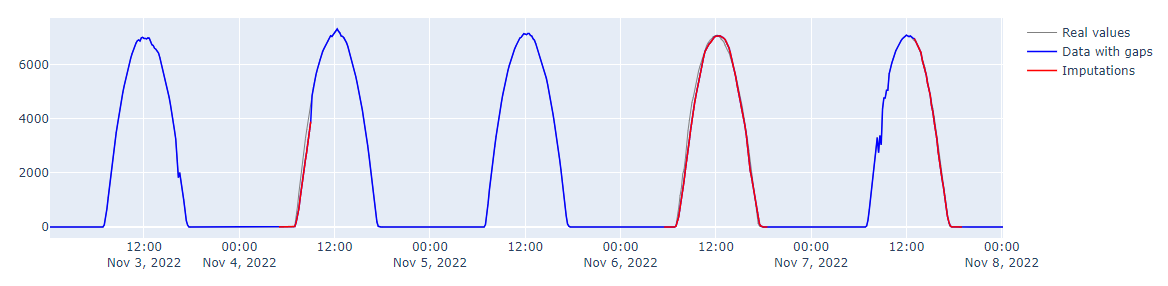 Real values
Data with gaps
Imputations
6000
4000
2000
0
12:00 00:00 12:00 00:00 12:00 00:00 12:00 00:00 12:00 00:00
Nov 3, 2022 Nov 4, 2022 Nov 5, 2022 Nov 6, 2022 Nov 7, 2022 Nov 8, 2022